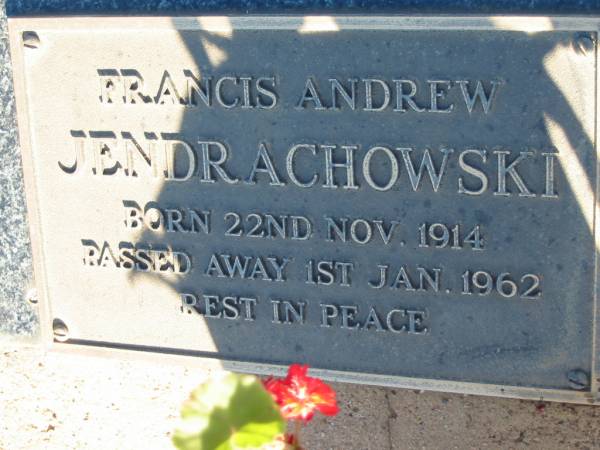 FRANCIS ANDREW
JENDRACHOWSKI
BORN 22ND NOV. 1914
PASSED AWAY 1ST JAN. 1962
REST IN PEACE